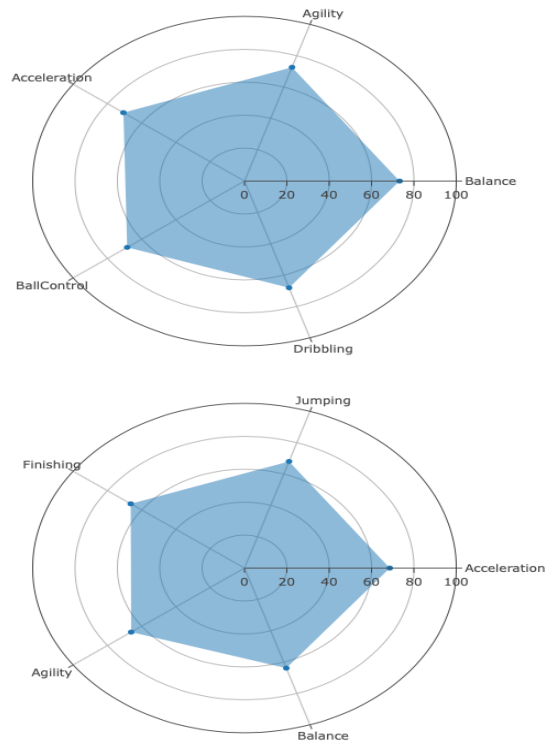 Agility
Acceleration
Balance
0 20 40 60 80 100
BallControl
Dribbling
Jumping
Finishing
Acceleration
0 20 40 60 80 100
Agility
Balance